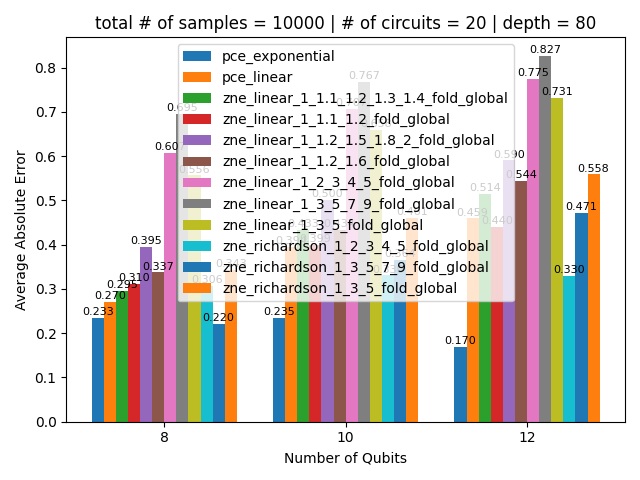 total # of samples = 10000 | # of circuits = 20 | depth = 80
pce_exponential
pce_linear
zne_linear_1_1.1_1.2_1.3_1.4_fold_global
zne_linear_1_1.1_1.2_fold_global
zne_linear_1_1.2_1.5_1.8_2_fold_global
zne_linear_1_1.2_1.6_fold_global
zne_linear_1_2_3_4_5_fold_global
zne_linear_1_3_5_7_9_fold_global
zne_linear_1_3_5_fold_global
zne_richardson_1_2_3_4_5_fold_global
zne_richardson_1_3_5_7_9_fold_global
zne_richardson_1_3_5_fold_global
Average Absolute Error
0.8
0.7
0.6
0.5
0.4
0.3
0.2
0.1
0.0
0.233
0.270
0.295
0.310
0.395
0.337
0.695
0.556
0.306
0.220
0.343
0.235
0.500
0.767
0.170
0.459
0.514
0.440
0.590
0.544
0.775
0.827
0.731
0.330
0.471
0.558
8
10
12
Number of Qubits